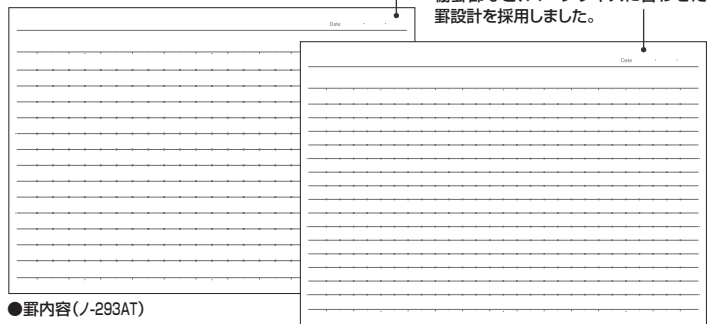 罫設計を採用しました。
Date ・ ・
Date ・ ・
●罫内容(ノ-293AT)